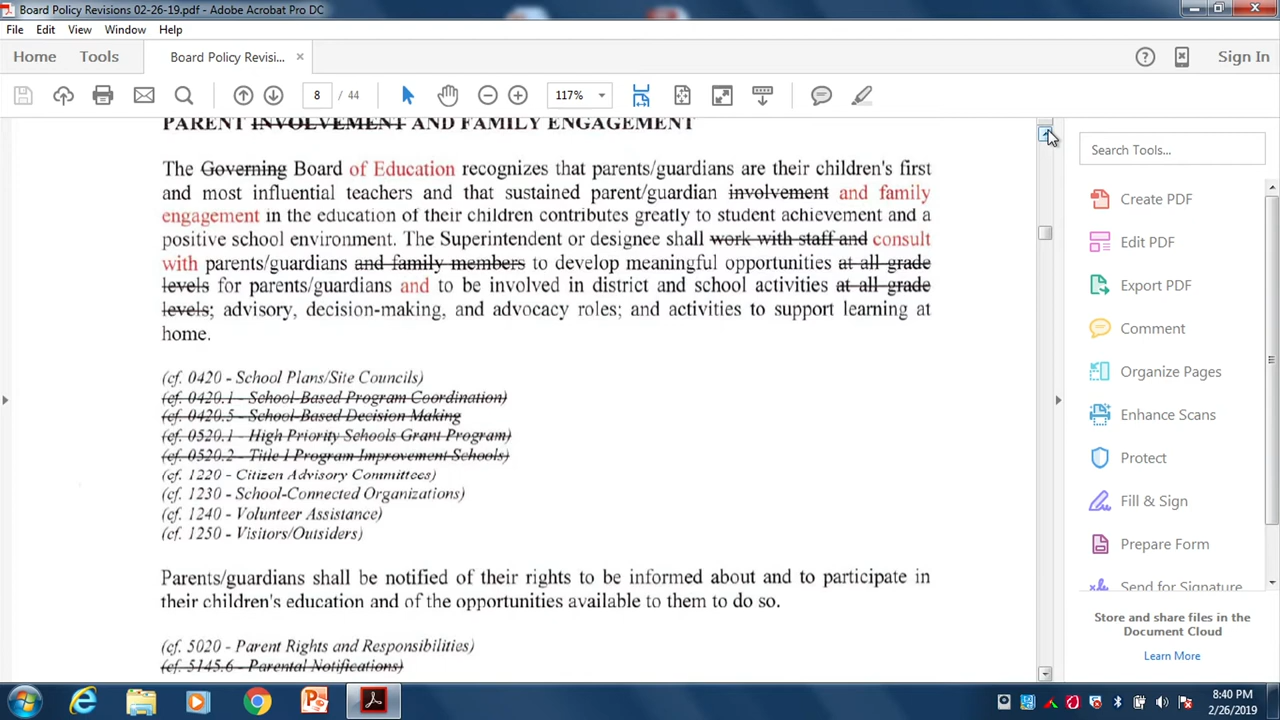 Board Policy Revisions 02-26-19.pdf - Adobe Acrobat Pro DC
File Edit View Window Help
Home Tools Board Policy Revisi... × Sign In
8 / 44 117%
PARENT INVOLVEMENT AND FAMILY ENGAGEMENT
The Governing Board of Education recognizes that parents/guardians are their children's first
and most influential teachers and that sustained parent/guardian involvement and family
engagement in the education of their children contributes greatly to student achievement and a
positive school environment. The Superintendent or designee shall work with staff and consult
with parents/guardians and family members to develop meaningful opportunities at all grade
levels for parents/guardians and to be involved in district and school activities at all grade
levels; advisory, decision-making, and advocacy roles; and activities to support learning at
home.
(cf. 0420 - School Plans/Site Councils)
(cf. 0420.1 - School-Based Program Coordination)
(cf. 0420.5 - School-Based Decision Making
(cf. 0520.1 - High Priority Schools Grant Program)
(cf. 0520.2 - Title I Program Improvement Schools)
(cf. 1220 - Citizen Advisory Committees)
(cf. 1230 - School-Connected Organizations)
(cf. 1240 - Volunteer Assistance)
(cf. 1250 - Visitors/Outsiders)
Parents/guardians shall be notified of their rights to be informed about and to participate in
their children's education and of the opportunities available to them to do so.
(cf. 5020 - Parent Rights and Responsibilities)
(cf. 5145.6 - Parental Notifications)
Search Tools...
Create PDF
Edit PDF
Export PDF
Comment
Organize Pages
Enhance Scans
Protect
Fill & Sign
Prepare Form
Send for Signature
Store and share files in the
Document Cloud
Learn More
8:40 PM
2/26/2019